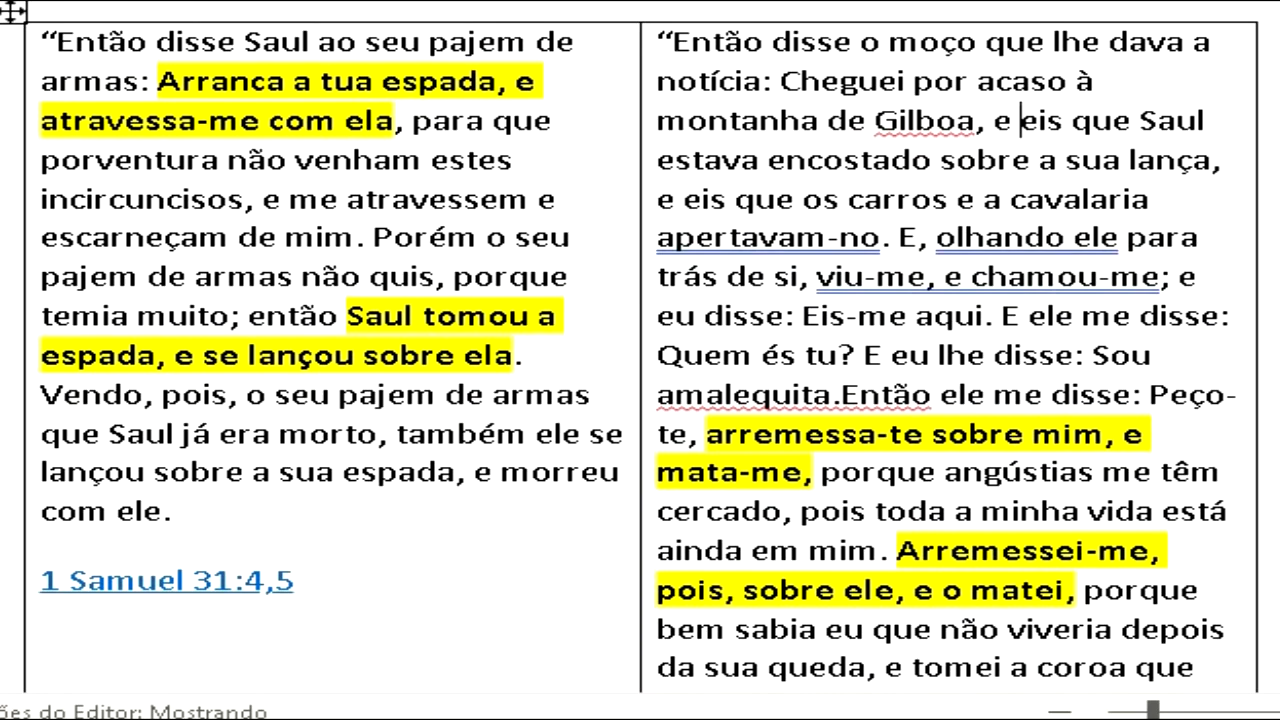 “Então disse Saul ao seu pajem de
armas: Arranca a tua espada, e
atravessa-me com ela, para que
porventura não venham estes
incircuncisos, e me atravessem e
escarneçam de mim. Porém o seu
pajem de armas não quis, porque
temia muito; então Saul tomou a
espada, e se lançou sobre ela.
Vendo, pois, o seu pajem de armas
que Saul já era morto, também ele se
lançou sobre a sua espada, e morreu
com ele.
1 Samuel 31:4,5
“Então disse o moço que lhe dava a
notícia: Cheguei por acaso à
montanha de Gilboa, e eis que Saul
estava encostado sobre a sua lança,
e eis que os carros e a cavalaria
apertavam-no. E, olhando ele para
trás de si, viu-me, e chamou-me; e
eu disse: Eis-me aqui. E ele me disse:
Quem és tu? E eu lhe disse: Sou
amalequita.Então ele me disse: Peço-
te, arremessa-te sobre mim, e
mata-me, porque angústias me têm
cercado, pois toda a minha vida está
ainda em mim. Arremessei-me,
pois, sobre ele, e o matei, porque
bem sabia eu que não viveria depois
da sua queda, e tomei a coroa que
ões do Editor: Mostrando